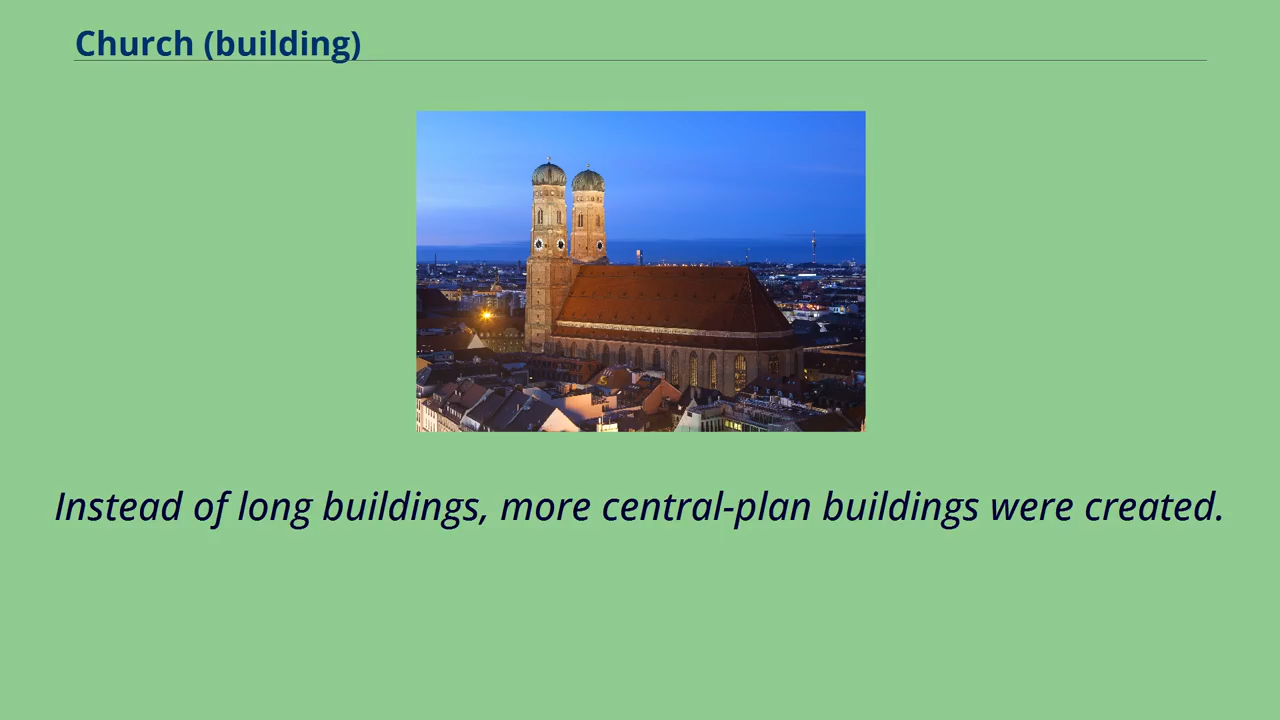 Church (building)
Instead of long buildings, more central-plan buildings were created.